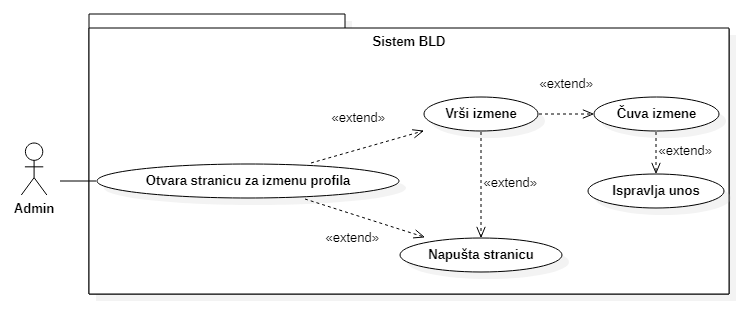 Sistem BLD
«extend»
«extend»
Vrši izmene
Čuva izmene
«extend»
Otvara stranicu za izmenu profila
«extend»
Ispravlja unos
Admin
«extend»
Napušta stranicu